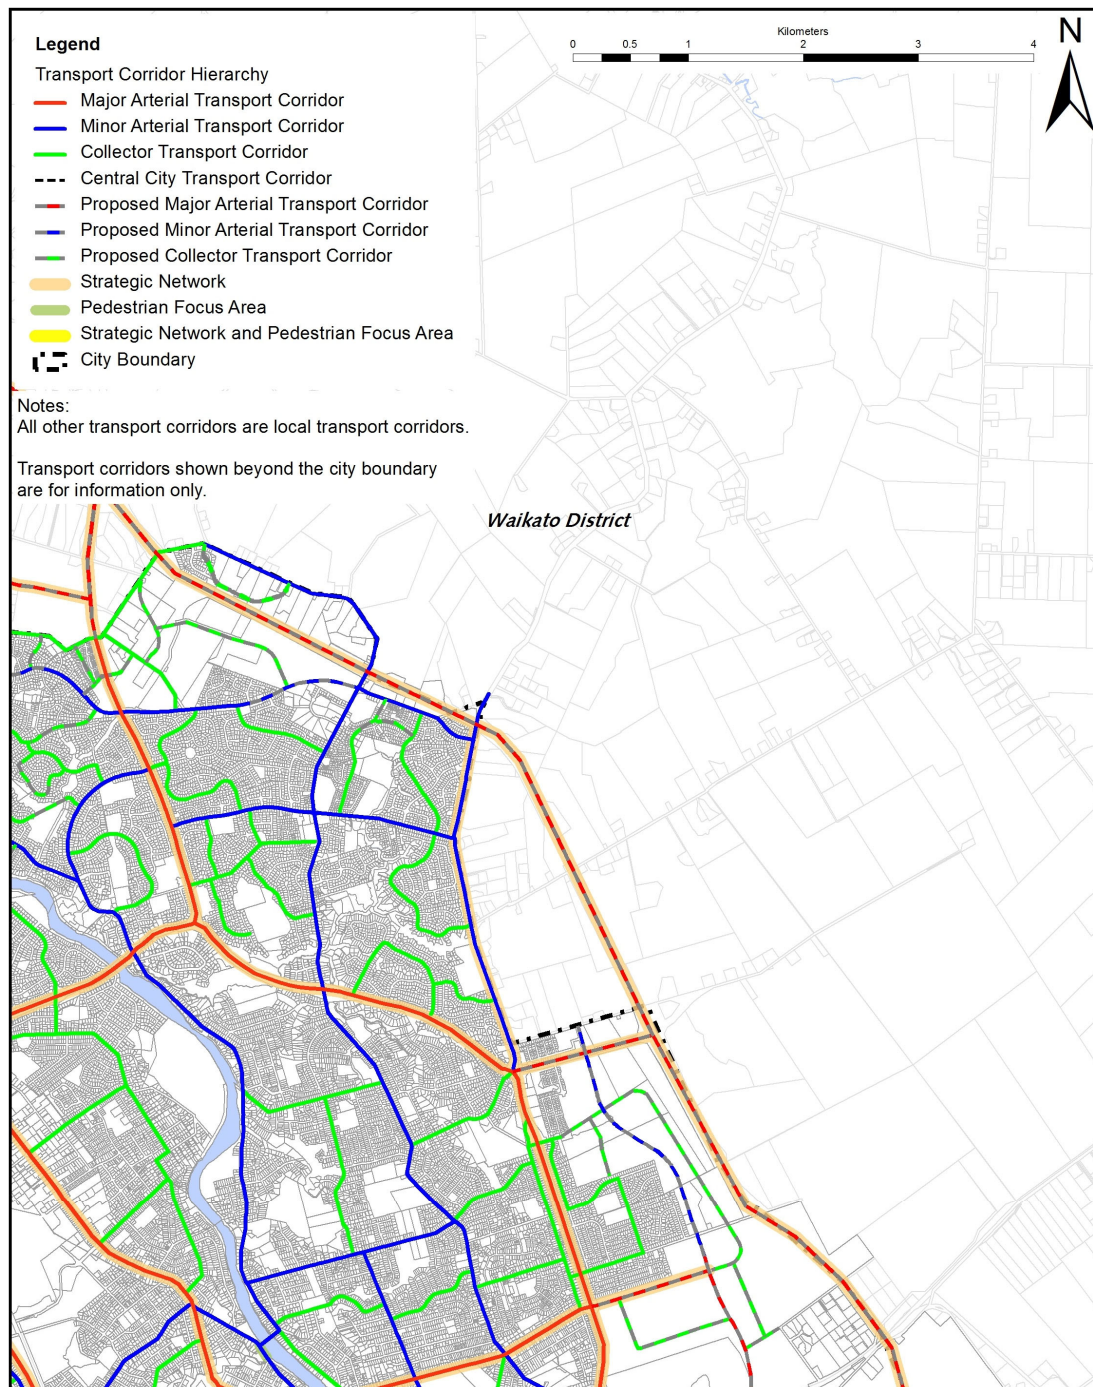 Legend
Transport Corridor Hierarchy
Major Arterial Transport Corridor
Minor Arterial Transport Corridor
Collector Transport Corridor
Central City Transport Corridor
Proposed Major Arterial Transport Corridor
Proposed Minor Arterial Transport Corridor
Proposed Collector Transport Corridor
Strategic Network
Pedestrian Focus Area
Strategic Network and Pedestrian Focus Area
City Boundary
Notes:
All other transport corridors are local transport corridors.
Transport corridors shown beyond the city boundary
are for information only.
Kilometers
0 0.5 1 2 3 4
N
Waikato District